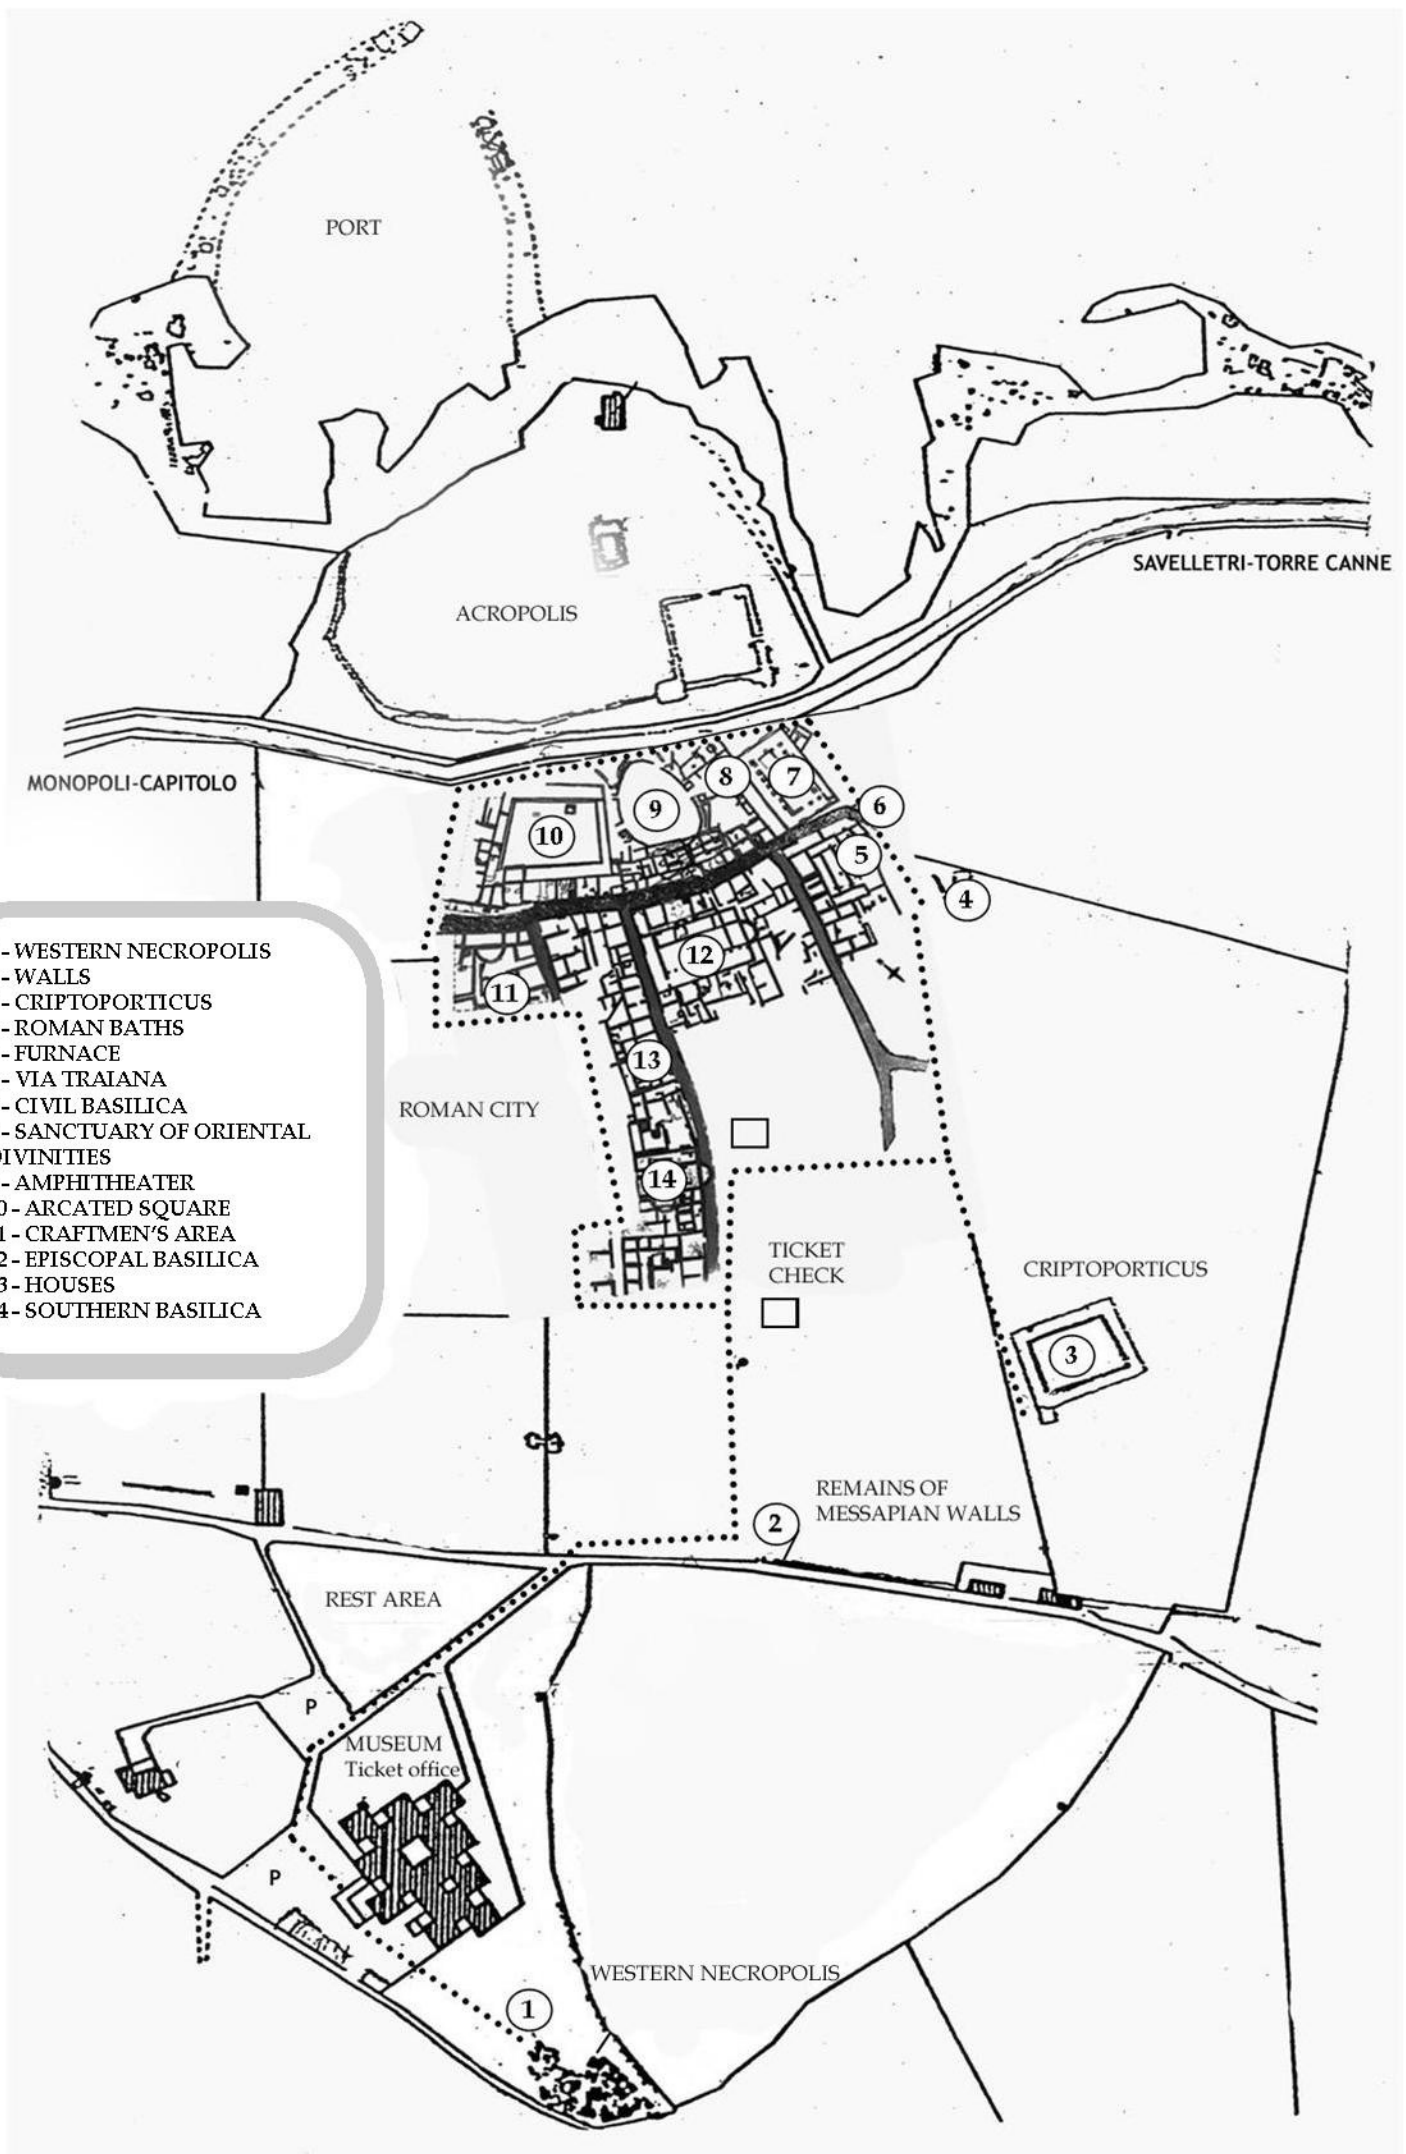 PORT
SAVELLETRI-TORRE CANNE
ACROPOLIS
MONOPOLI-CAPITOLO
8
7
6
9
10
5
4
12
11
- WESTERN NECROPOLIS
- WALLS
- CRIPTOPORTICUS
- ROMAN BATHS
- FURNACE
- VIA TRAIANA
- CIVIL BASILICA
- SANCTUARY OF ORIENTAL
IVINITIES
- AMPHITHEATER
0 - ARCATED SQUARE
1 - CRAFTMEN'S AREA
2 - EPISCOPAL BASILICA
3 - HOUSES
4 - SOUTHERN BASILICA
13
ROMAN CITY
14
TICKET
CHECK
CRIPTOPORTICUS
3
REMAINS OF
MESSAPIAN WALLS
2
REST AREA
P
MUSEUM
Ticket office
P
WESTERN NECROPOLIS
1